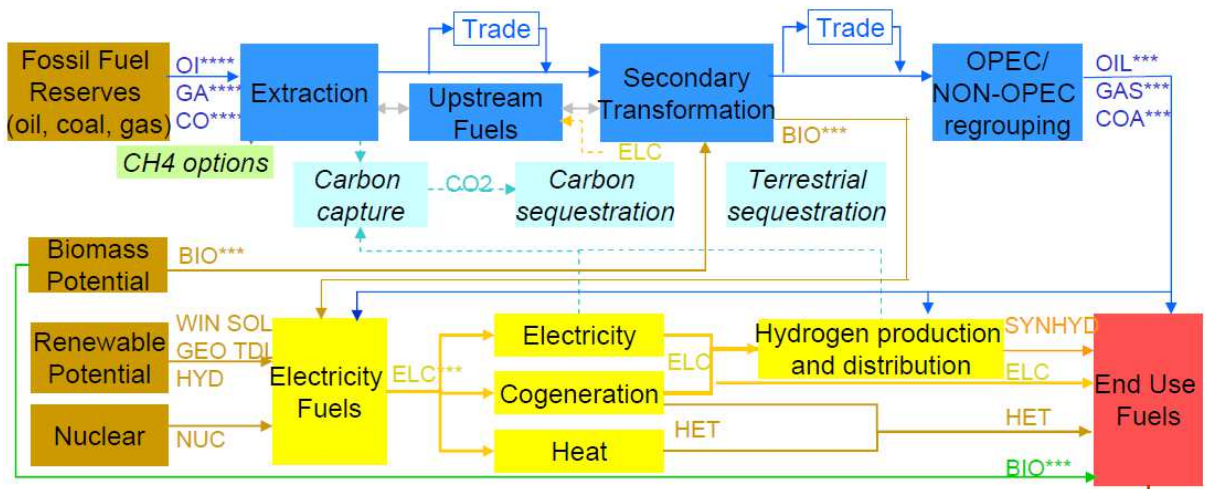 Trade
Trade
Fossil Fuel
Reserves
(oil, coal, gas)
OI****
GA****
CO****
Extraction
Upstream
Fuels
Secondary
Transformation
OPEC/
NON-OPEC
regrouping
OIL***
GAS***
COA***
BIO***
ELC
CH4 options
Carbon
capture
CO2
Carbon
sequestration
Terrestrial
sequestration
Biomass
Potential
BIO***
Renewable
Potential
WIN SOL
GEO TDL
HYD
Nuclear
NUC
Electricity
Fuels
ELC***
Electricity
Cogeneration
Heat
ELC
HET
Hydrogen production
and distribution
SYNHYD
ELC
HET
BIO***
End Use
Fuels